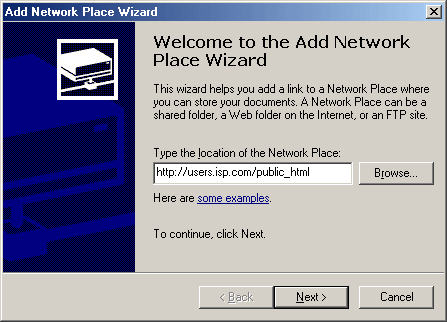 Add Network Place Wizard
Welcome to the Add Network
Place Wizard
This wizard helps you add a link to a Network Place where
you can store your documents. A Network Place can be a
shared folder, a Web folder on the Internet, or an FTP site.
Type the location of the Network Place:
http://users.isp.com/public_html
Browse...
Here are some examples.
To continue, click Next.
< Back
Next >
Cancel